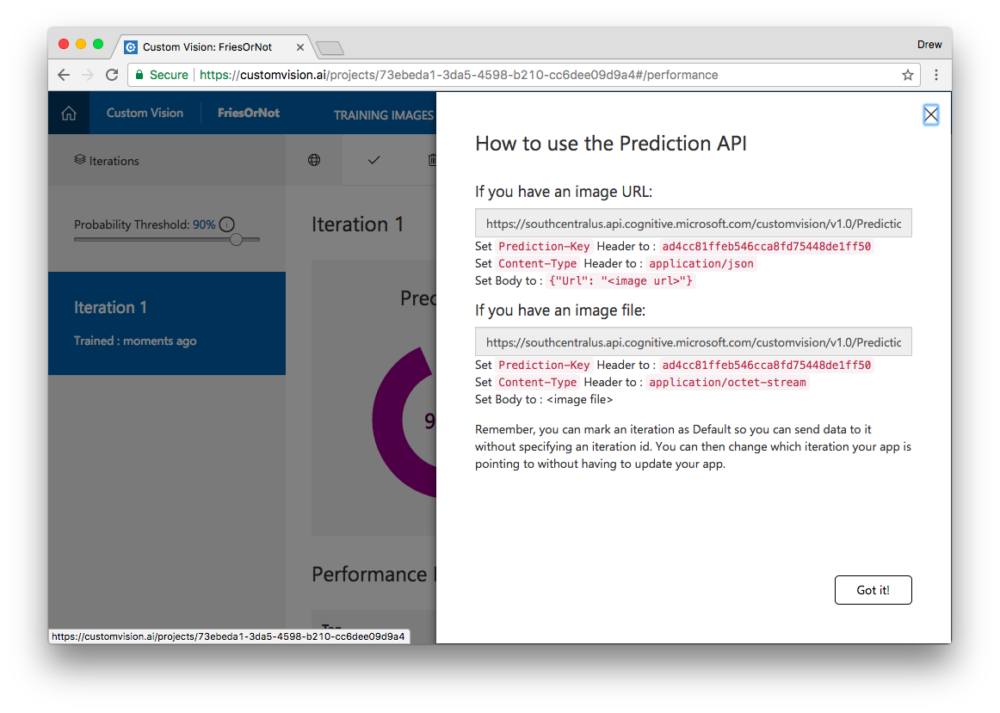 Custom Vision: FriesOrNot
Drew
Secure https://customvision.ai/projects/73ebeda1-3da5-4598-b210-cc6dee09d9a4#/performance
Custom Vision FriesOrNot TRAINING IMAGES
Iterations
Probability Threshold: 90%
Iteration 1
Trained : moments ago
Iteration 1
Prec
9
Performance
https://customvision.ai/projects/73ebeda1-3da5-4598-b210-cc6dee09d9a4
How to use the Prediction API
If you have an image URL:
https://southcentralus.api.cognitive.microsoft.com/customvision/v1.0/Predictic
Set Prediction-Key Header to : ad4cc81ffeb546cca8fd75448de1ff50
Set Content-Type Header to : application/json
Set Body to : {"Url": "<image url>"}
If you have an image file:
https://southcentralus.api.cognitive.microsoft.com/customvision/v1.0/Predictic
Set Prediction-Key Header to : ad4cc81ffeb546cca8fd75448de1ff50
Set Content-Type Header to : application/octet-stream
Set Body to : <image file>
Remember, you can mark an iteration as Default so you can send data to it
without specifying an iteration id. You can then change which iteration your app is
pointing to without having to update your app.
Got it!